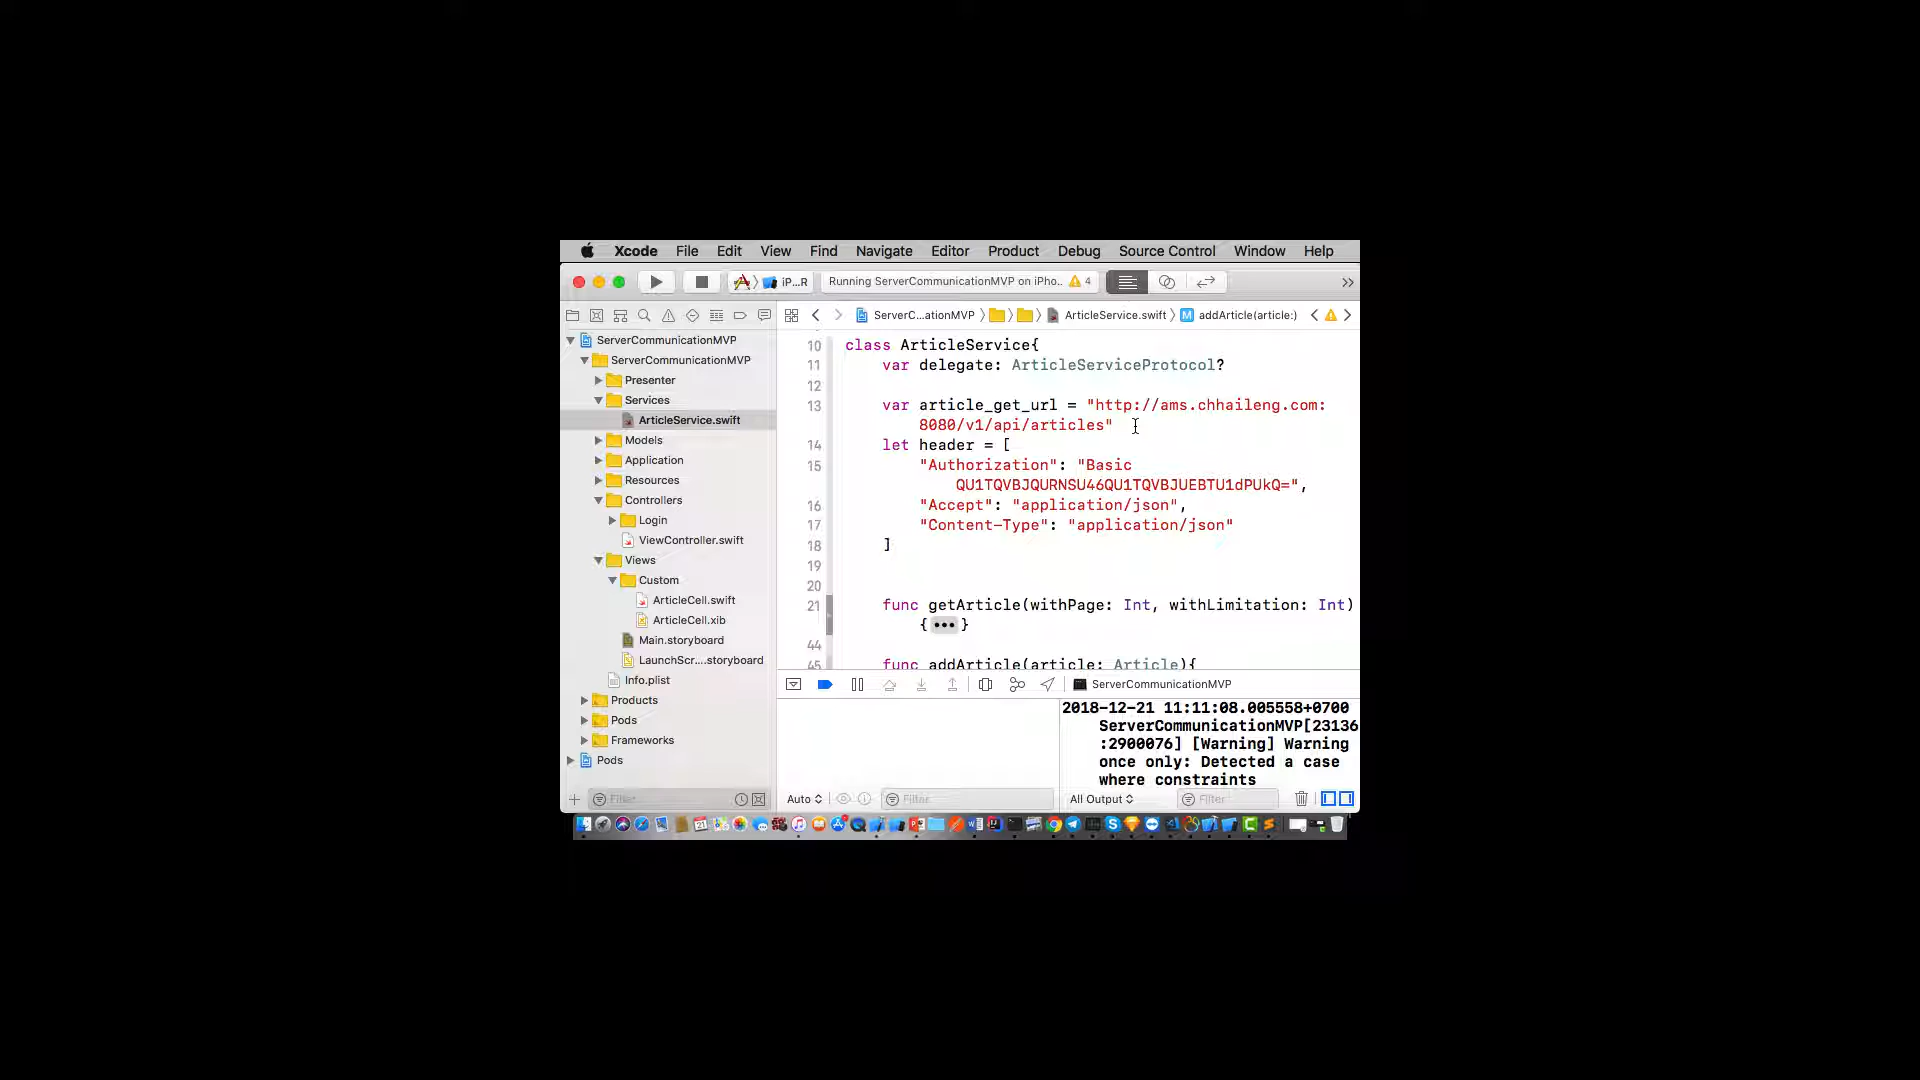 Xcode File Edit View Find Navigate Editor Product Debug Source Control Window Help
iP...R Running ServerCommunicationMVP on iPho... 4
ServerC...ationMVP ArticleService.swift M addArticle(article:)
ServerCommunicationMVP
ServerCommunicationMVP
Presenter
Services
ArticleService.swift
Models
Application
Resources
Controllers
Login
ViewController.swift
Views
Custom
ArticleCell.swift
ArticleCell.xib
Main.storyboard
LaunchScr....storyboard
Info.plist
Products
Pods
Frameworks
Pods
Filter
10 class ArticleService{
11 var delegate: ArticleServiceProtocol?
12
13 var article_get_url = "http://ams.chhaileng.com:
8080/v1/api/articles"
14 let header = [
15 "Authorization": "Basic
QU1TQVBJQURNSU46QU1TQVBJUEBTU1dPUkQ=",
16 "Accept": "application/json",
17 "Content-Type": "application/json"
18 ]
19
20
21 func getArticle(withPage: Int, withLimitation: Int)
{•••}
44
45 func addArticle(article: Article){
ServerCommunicationMVP
2018-12-21 11:11:08.005558+0700
ServerCommunicationMVP[23136
:2900076] [Warning] Warning
once only: Detected a case
where constraints
Auto Filter All Output Filter